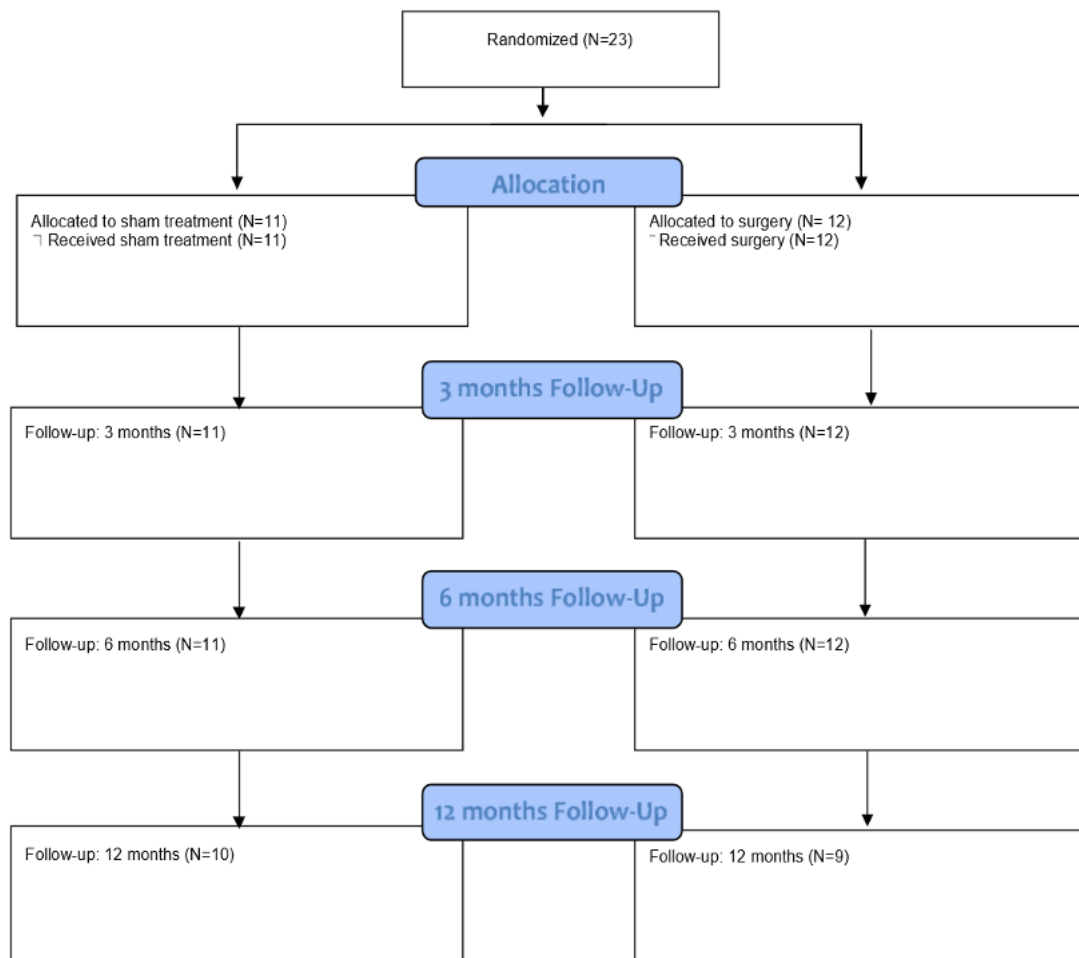 Randomized (N=23)
Allocation
Allocated to sham treatment (N=11)
Received sham treatment (N=11)
Allocated to surgery (N= 12)
¨ Received surgery (N=12)
3 months Follow-Up
Follow-up: 3 months (N=11)
Follow-up: 3 months (N=12)
6 months Follow-Up
Follow-up: 6 months (N=11)
Follow-up: 6 months (N=12)
12 months Follow-Up
Follow-up: 12 months (N=10)
Follow-up: 12 months (N=9)